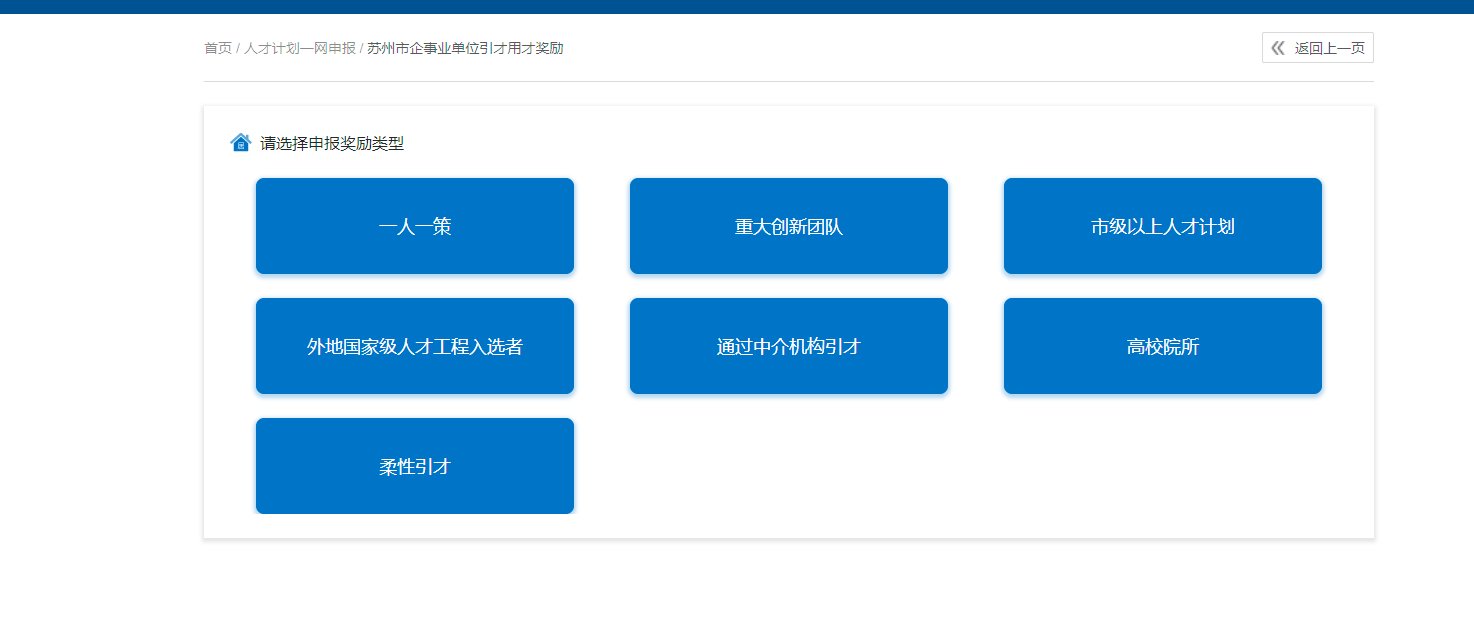 首页 / 人才计划一网申报 / 苏州市企事业单位引才用才奖励
返回上一页
请选择申报奖励类型
一人一策
重大创新团队
市级以上人才计划
外地国家级人才工程入选者
通过中介机构引才
高校院所
柔性引才